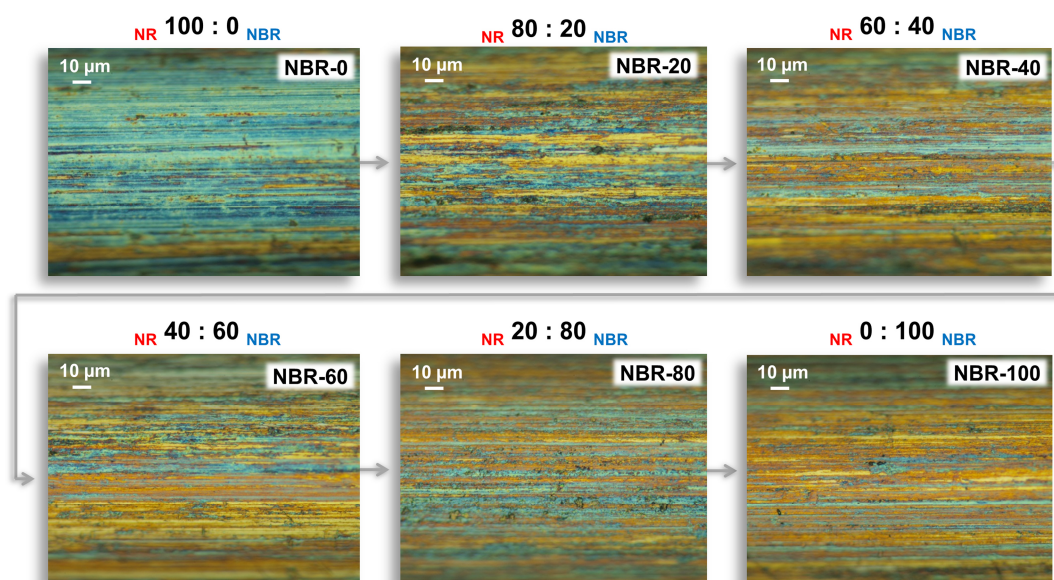 NR 100 : 0 NBR
10 µm
NBR-0
NR 80 : 20 NBR
10 µm
NBR-20
NR 60 : 40 NBR
10 µm
NBR-40
NR 40 : 60 NBR
10 µm
NBR-60
NR 20 : 80 NBR
10 µm
NBR-80
NR 0 : 100 NBR
10 µm
NBR-100